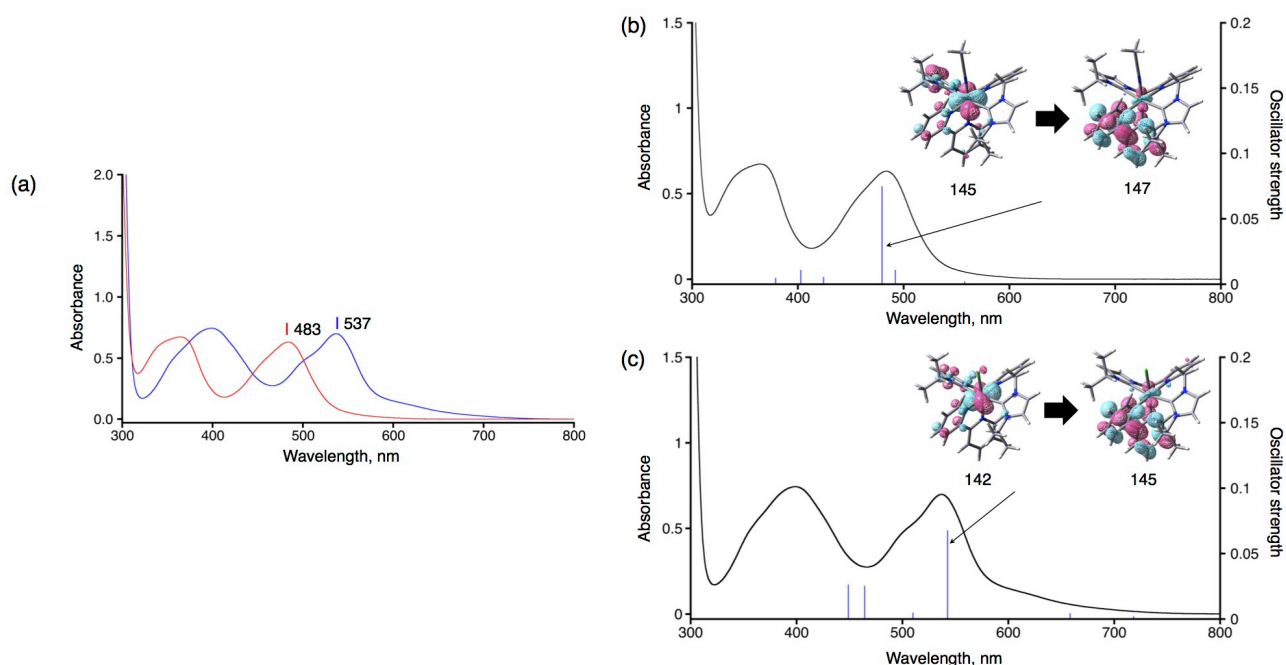 (a)
2.0
1.5
1.0
0.5
0.0
Absorbance
483
537
300 400 500 600 700 800
Wavelength, nm
(b)
1.5
1
0.5
0
Absorbance
0.2
0.15
0.1
0.05
0
Oscillator strength
145
147
300 400 500 600 700 800
Wavelength, nm
(c)
1.5
1
0.5
0
Absorbance
0.2
0.15
0.1
0.05
0
Oscillator strength
142
145
300 400 500 600 700 800
Wavelength, nm